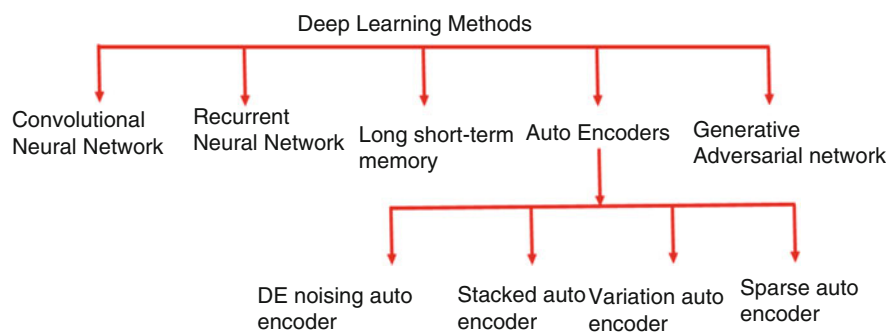 Deep Learning Methods
Convolutional
Neural Network
Recurrent
Neural Network
Long short-term
memory
Auto Encoders
Generative
Adversarial network
DE noising auto
encoder
Stacked auto
encoder
Variation auto
encoder
Sparse auto
encoder